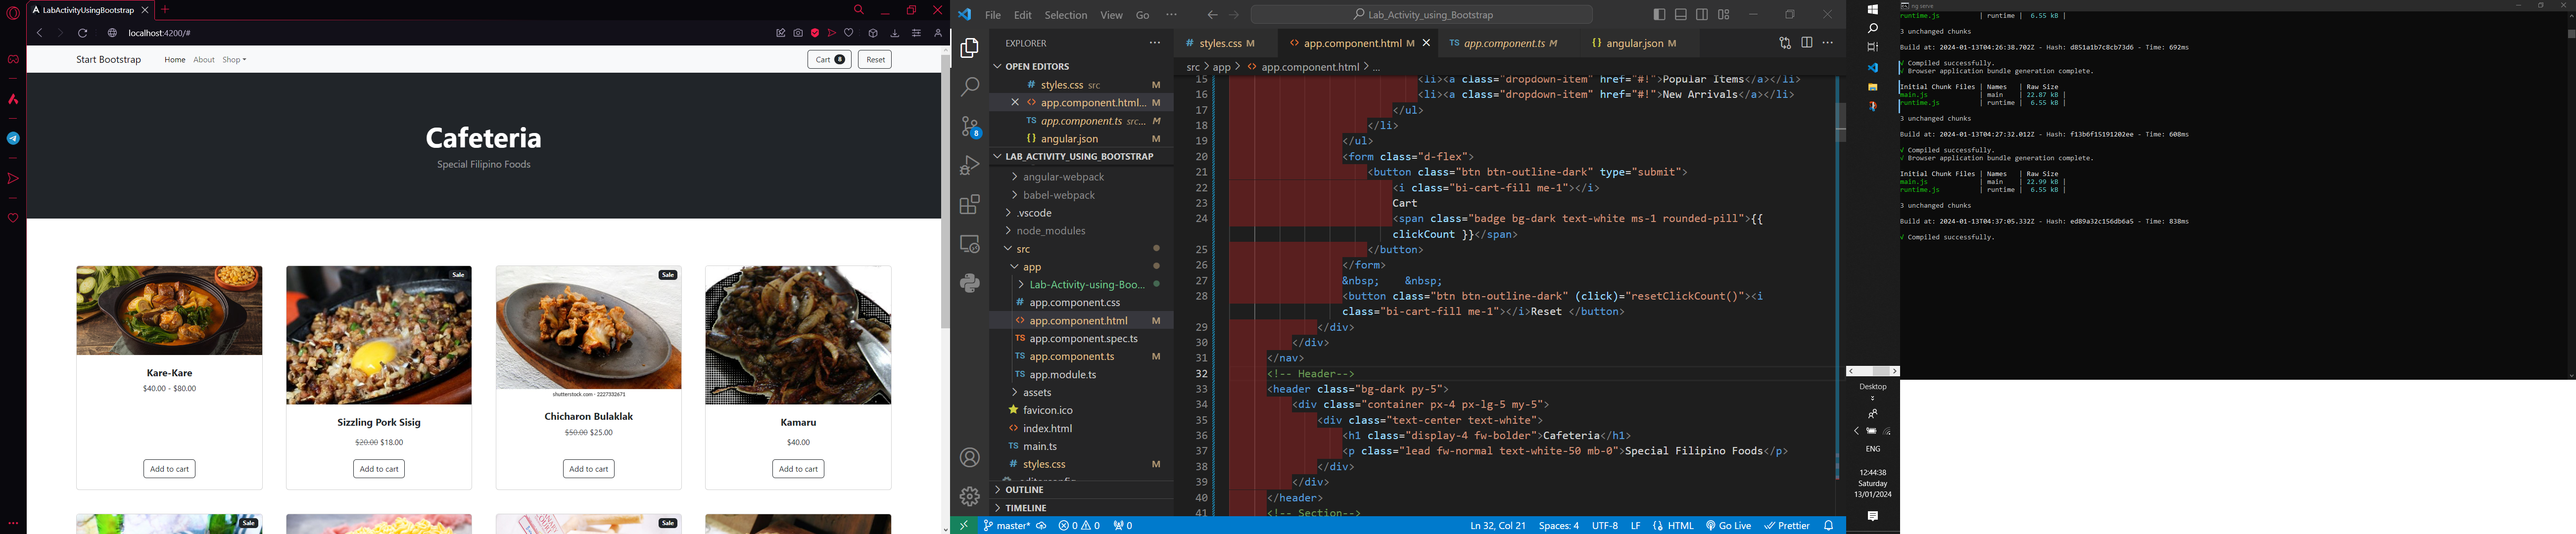 LabActivityUsingBootstrap
localhost:4200/#
Start Bootstrap
Home
About
Shop
Cart 8
Reset
Cafeteria
Special Filipino Foods
Kare-Kare
$40.00 - $80.00
Add to cart
Sale
shutterstock.com · 2227332671
Sizzling Pork Sisig
$20.00 $18.00
Add to cart
Sale
Chicharon Bulaklak
$50.00 $25.00
Add to cart
Kamaru
$40.00
Add to cart
Sale
Sale
File Edit Selection View Go ···
Lab_Activity_using_Bootstrap
EXPLORER
OPEN EDITORS
# styles.css src M
<> app.component.html... M
TS app.component.ts src... M
{} angular.json M
LAB_ACTIVITY_USING_BOOTSTRAP
angular-webpack
babel-webpack
.vscode
node_modules
src
app
Lab-Activity-using-Boo...
# app.component.css
<> app.component.html M
TS app.component.spec.ts
TS app.component.ts M
TS app.module.ts
assets
favicon.ico
<> index.html
TS main.ts
# styles.css M
.editorconfig
OUTLINE
TIMELINE
8
# styles.css M
<> app.component.html M
TS app.component.ts M
{} angular.json M
src > app > <> app.component.html > ...
15 <li><a class="dropdown-item" href="#!">Popular Items</a></li>
16 <li><a class="dropdown-item" href="#!">New Arrivals</a></li>
17 </ul>
18 </li>
19 </ul>
20 <form class="d-flex">
21 <button class="btn btn-outline-dark" type="submit">
22 <i class="bi-cart-fill me-1"></i>
23 Cart
24 <span class="badge bg-dark text-white ms-1 rounded-pill">{{
clickCount }}</span>
25 </button>
26 </form>
27 &nbsp; &nbsp;
28 <button class="btn btn-outline-dark" (click)="resetClickCount()"><i
class="bi-cart-fill me-1"></i>Reset </button>
29 </div>
30 </div>
31 </nav>
32 <!-- Header-->
33 <header class="bg-dark py-5">
34 <div class="container px-4 px-lg-5 my-5">
35 <div class="text-center text-white">
36 <h1 class="display-4 fw-bolder">Cafeteria</h1>
37 <p class="lead fw-normal text-white-50 mb-0">Special Filipino Foods</p>
38 </div>
39 </div>
40 </header>
41 <!-- Section-->
master* 0 0 0
Ln 32, Col 21 Spaces: 4 UTF-8 LF {} HTML Go Live Prettier
Desktop
ENG
12:44:38
Saturday
13/01/2024
ng serve
runtime.js | runtime | 6.55 kB |
3 unchanged chunks
Build at: 2024-01-13T04:26:38.702Z - Hash: d851a1b7c8cb73d6 - Time: 692ms
√ Compiled successfully.
√ Browser application bundle generation complete.
Initial Chunk Files | Names | Raw Size
main.js | main | 22.87 kB |
runtime.js | runtime | 6.55 kB |
3 unchanged chunks
Build at: 2024-01-13T04:27:32.012Z - Hash: f13b6f15191202ee - Time: 608ms
√ Compiled successfully.
√ Browser application bundle generation complete.
Initial Chunk Files | Names | Raw Size
main.js | main | 22.99 kB |
runtime.js | runtime | 6.55 kB |
3 unchanged chunks
Build at: 2024-01-13T04:37:05.332Z - Hash: ed89a32c156db6a5 - Time: 838ms
√ Compiled successfully.